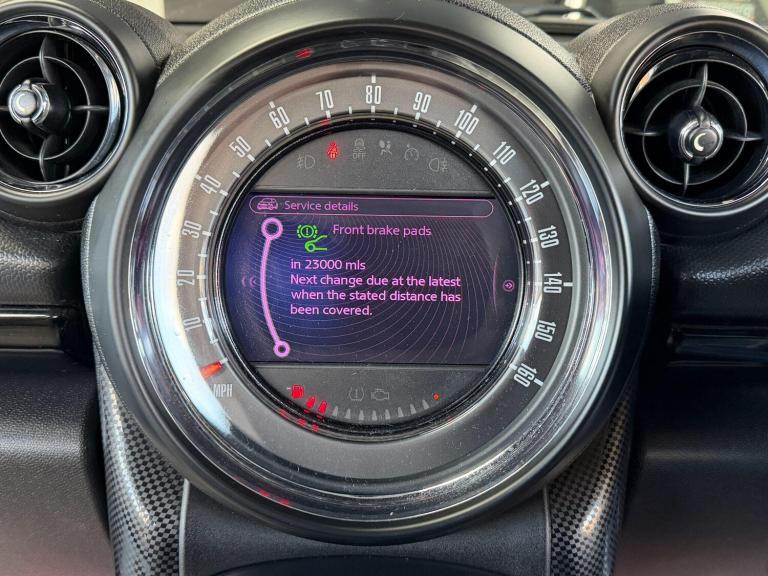 70
80
90
60
100
50
110
OFF
40
120
Service details
Front brake pads
30
130
in 23000 mls
Next change due at the latest
when the stated distance has
been covered.
20
140
10
150
MPH
160